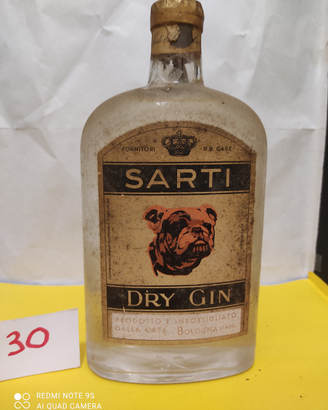 FORNITORI R.R. CASE
SARTI
DRY GIN
PRODOTTO E IMBOTTIGLIATO
DALLA DITTA BOLOGNA
30
REDMI NOTE 9S
AI QUAD CAMERA